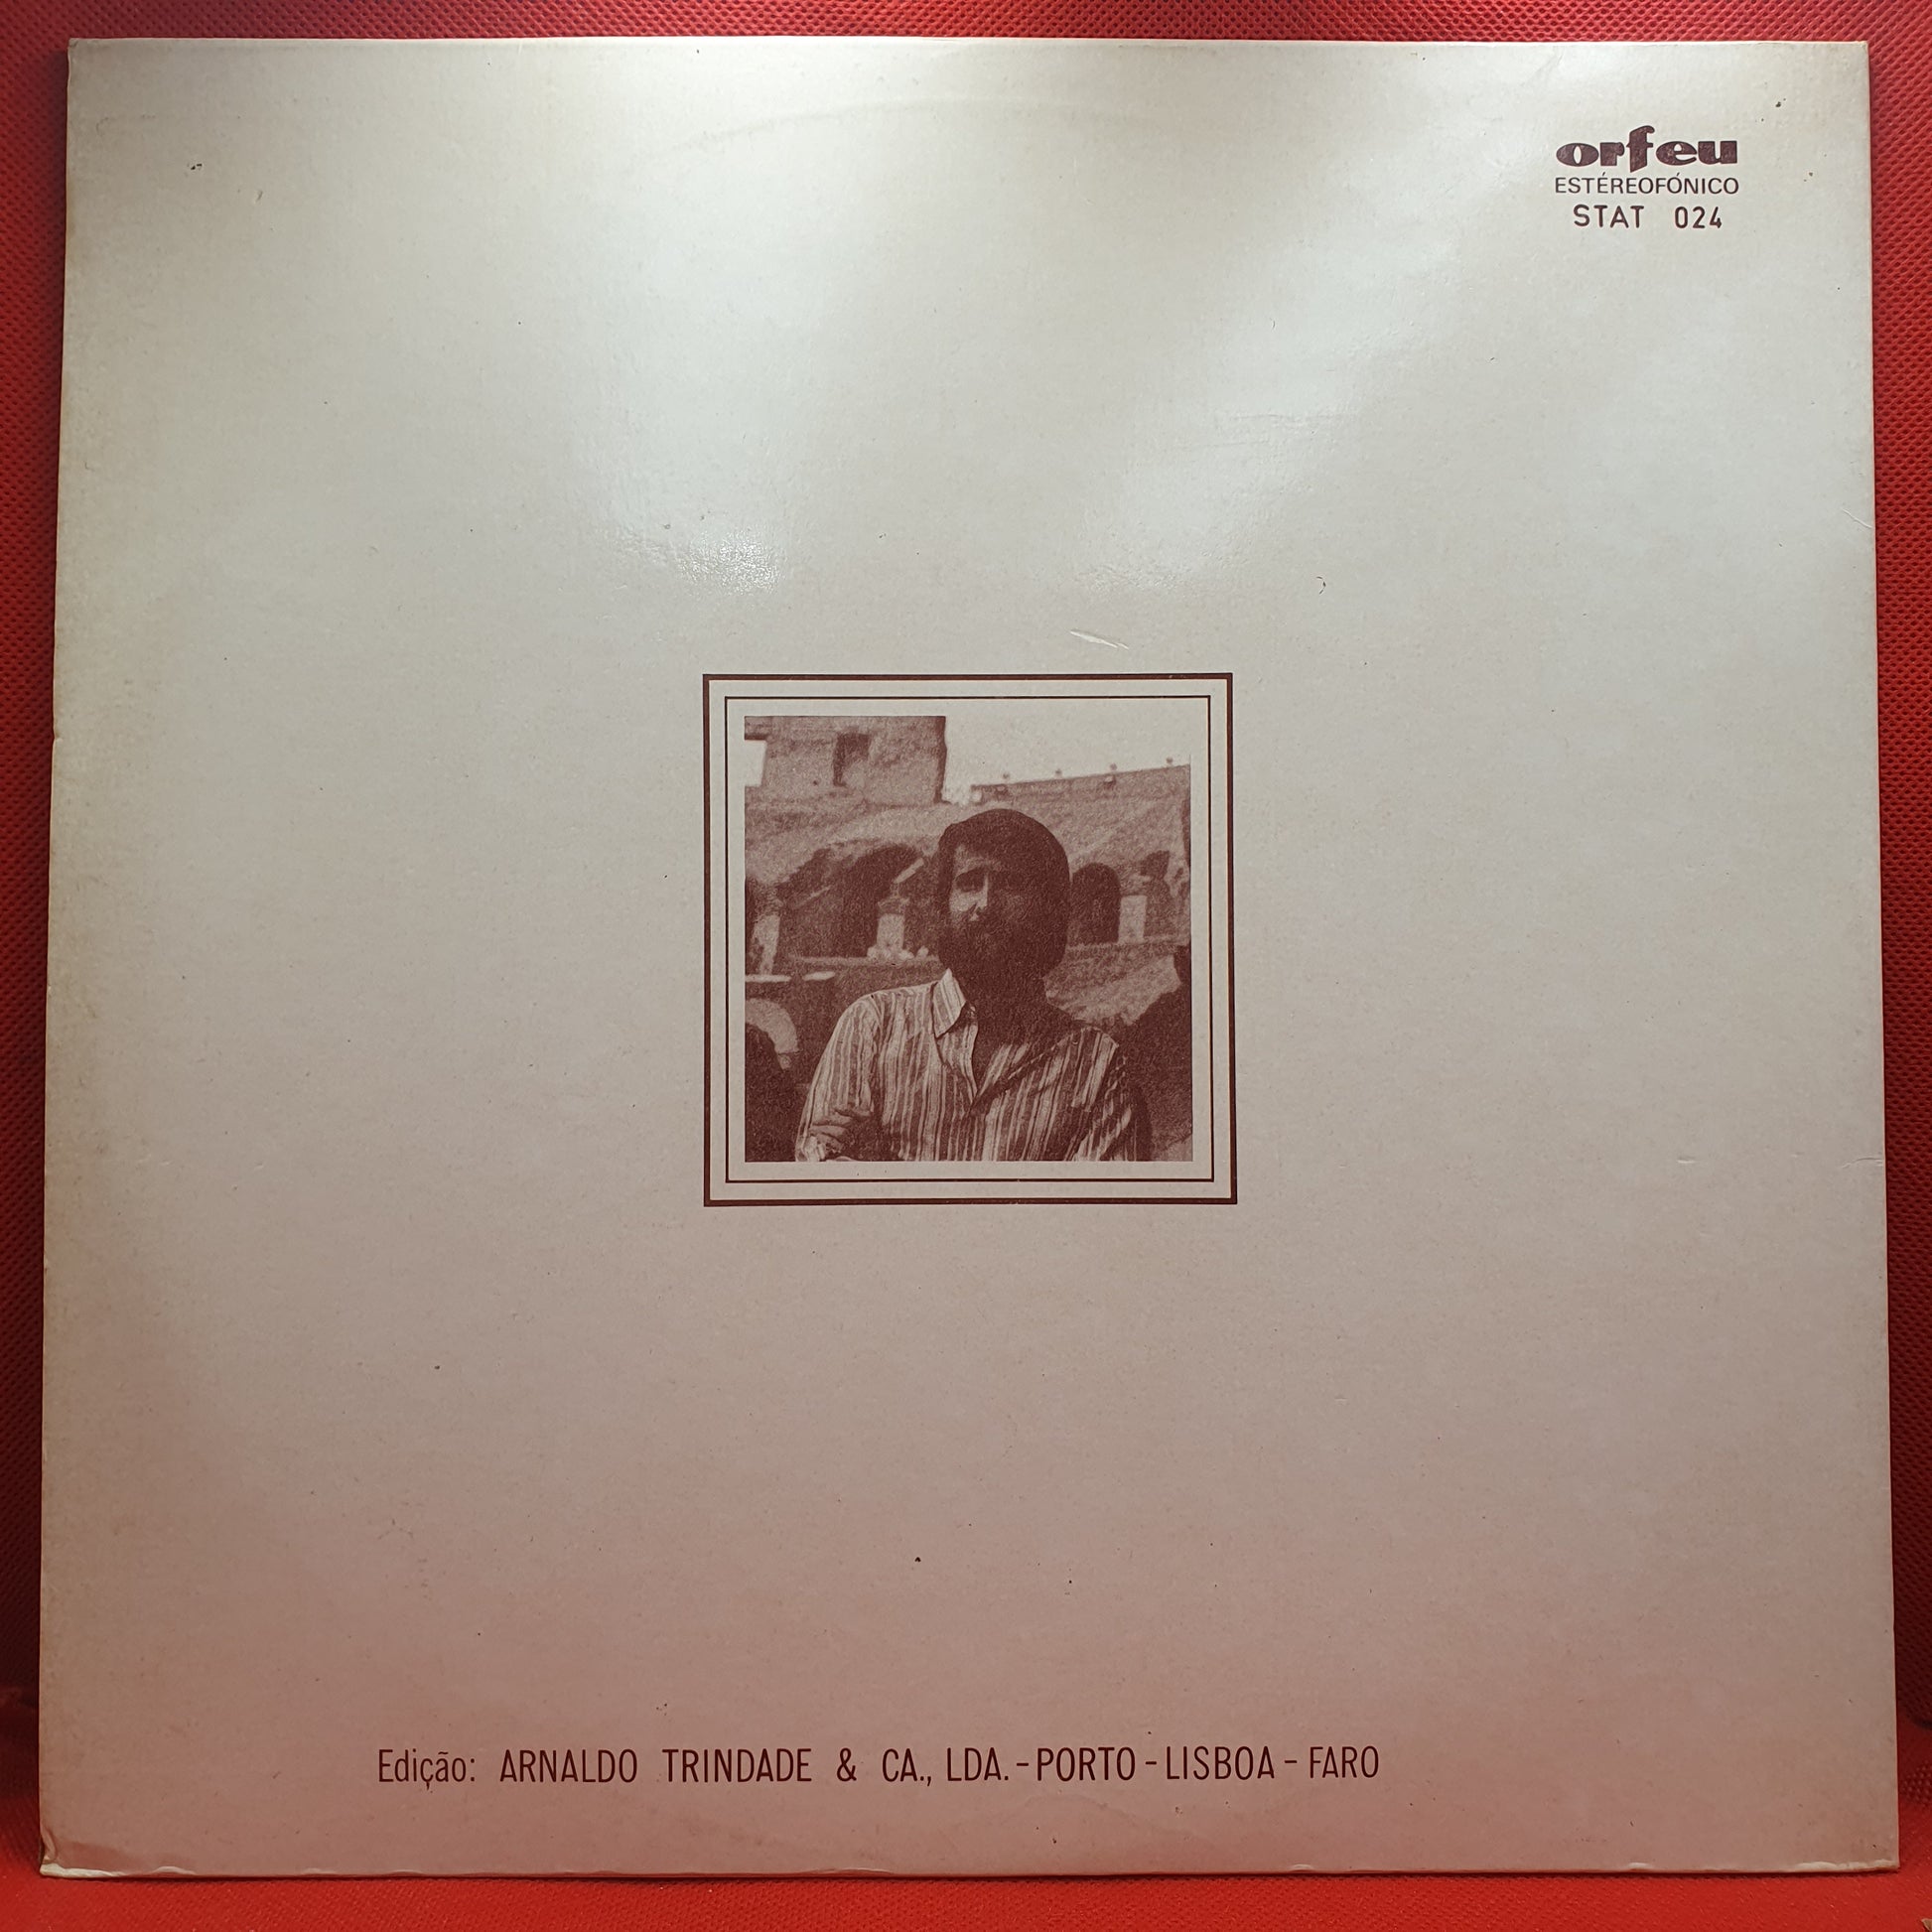 orfeu
ESTÉREOFÓNICO
STAT 024
Edição: ARNALDO TRINDADE & CA., LDA. - PORTO - LISBOA - FARO